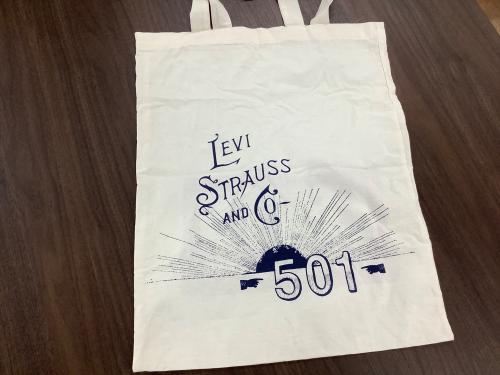 LEVI
STRAUSS
AND CO-
501